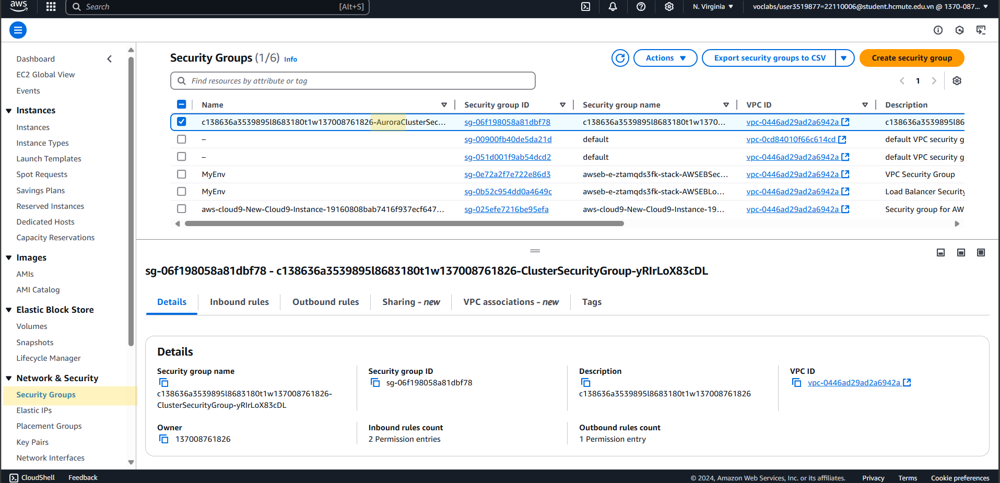 aws
Search [Alt+S] N. Virginia voclabs/user3519877=22110006@student.hcmute.edu.vn @ 1370-087...
Dashboard
EC2 Global View
Events
Instances
Instances
Instance Types
Launch Templates
Spot Requests
Savings Plans
Reserved Instances
Dedicated Hosts
Capacity Reservations
Images
AMIs
AMI Catalog
Elastic Block Store
Volumes
Snapshots
Lifecycle Manager
Network & Security
Security Groups
Elastic IPs
Placement Groups
Key Pairs
Network Interfaces
Security Groups (1/6) Info
Actions Export security groups to CSV Create security group
Find resources by attribute or tag
1
Name Security group ID Security group name VPC ID Description
c138636a3539895l8683180t1w137008761826-AuroraClusterSec... sg-06f198058a81dbf78 c138636a3539895l8683180t1w1370... vpc-0446ad29ad2a6942a c138636a3539895l86
– sg-00900fb40de5da21d default vpc-0cd84010f66c614cd default VPC security g
– sg-051d001f9ab54dcd2 default vpc-0446ad29ad2a6942a default VPC security g
MyEnv sg-0e72a2f7e722e86d3 awseb-e-ztamqds3fk-stack-AWSEBSec... vpc-0446ad29ad2a6942a VPC Security Group
MyEnv sg-0b52c954dd0a4649c awseb-e-ztamqds3fk-stack-AWSEBLo... vpc-0446ad29ad2a6942a Load Balancer Security
aws-cloud9-New-Cloud9-Instance-19160808bab7416f937ecf647... sg-025efe7216be95efa aws-cloud9-New-Cloud9-Instance-19... vpc-0446ad29ad2a6942a Security group for AW
sg-06f198058a81dbf78 - c138636a3539895l8683180t1w137008761826-ClusterSecurityGroup-yRIrLoX83cDL
Details Inbound rules Outbound rules Sharing - new VPC associations - new Tags
Details
Security group name
c138636a3539895l8683180t1w137008761826-
ClusterSecurityGroup-yRIrLoX83cDL
Security group ID
sg-06f198058a81dbf78
Description
c138636a3539895l8683180t1w137008761826
VPC ID
vpc-0446ad29ad2a6942a
Owner
137008761826
Inbound rules count
2 Permission entries
Outbound rules count
1 Permission entry
CloudShell Feedback © 2024, Amazon Web Services, Inc. or its affiliates. Privacy Terms Cookie preferences